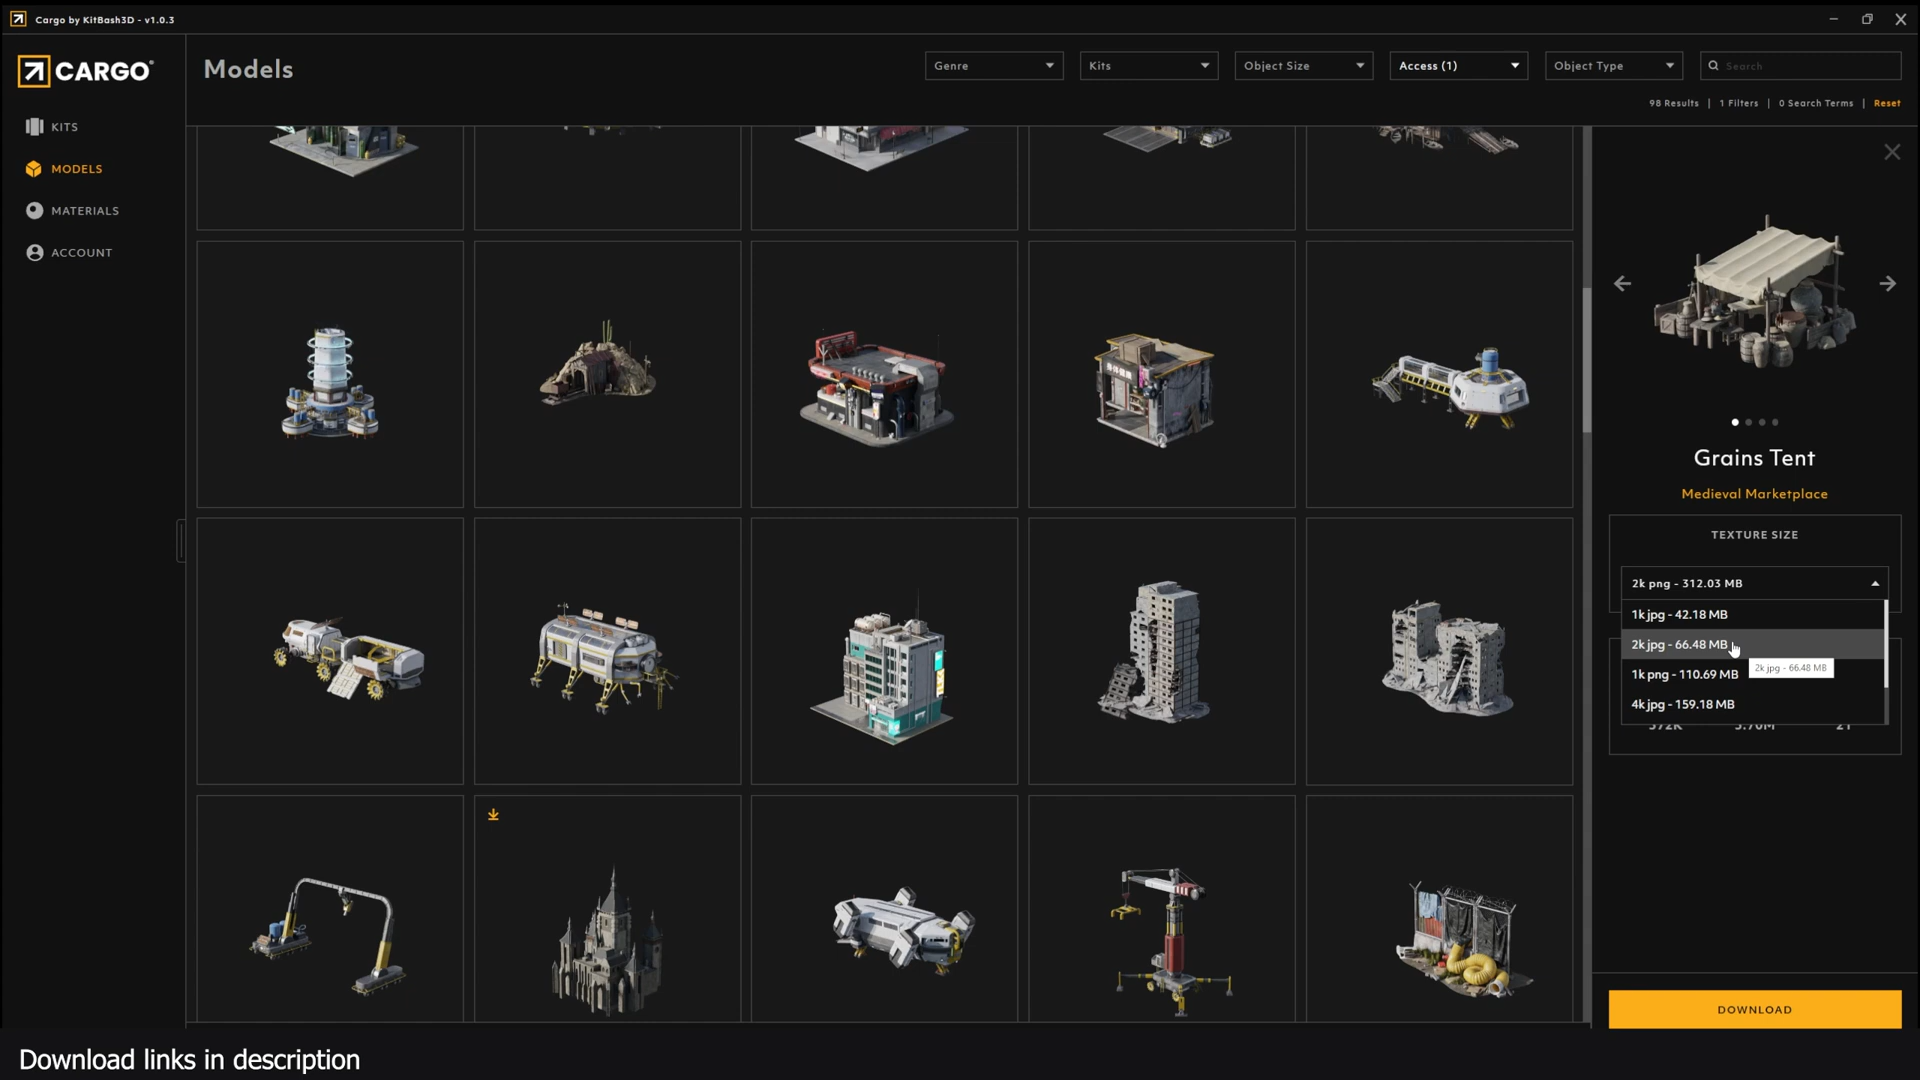 Cargo by KitBash3D - v1.0.3
CARGO
KITS
MODELS
MATERIALS
ACCOUNT
Models
Genre
Kits
Object Size
Access (1)
Object Type
Search
98 Results | 1 Filters | 0 Search Terms | Reset
Grains Tent
Medieval Marketplace
TEXTURE SIZE
2k png - 312.03 MB
1k jpg - 42.18 MB
2k jpg - 66.48 MB
2k jpg - 66.48 MB
1k png - 110.69 MB
4k jpg - 159.18 MB
DOWNLOAD
Download links in description